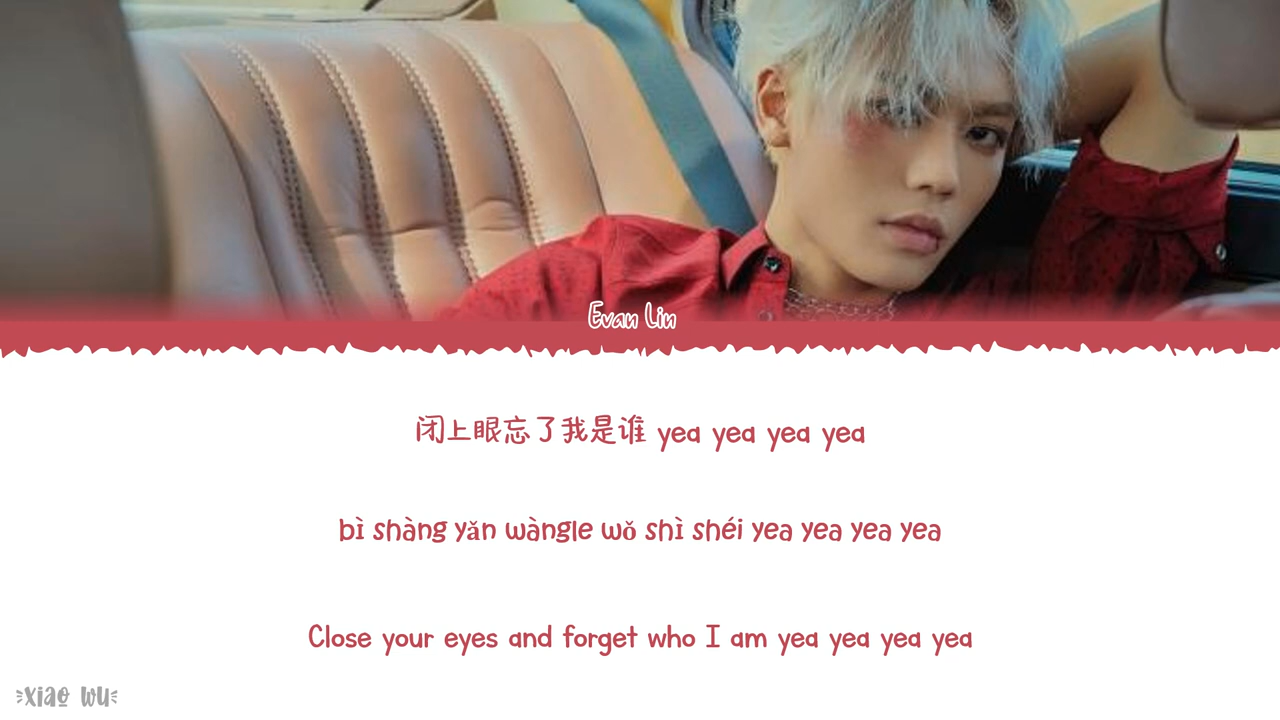 Evan Lin
闭上眼忘了我是谁 yea yea yea yea
bì shàng yǎn wàngle wǒ shì shéi yea yea yea yea
Close your eyes and forget who I am yea yea yea yea
xiao wu